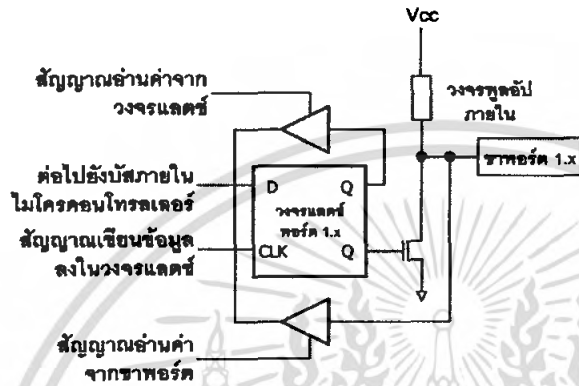 Vcc
สัญญาณอ่านค่าจาก
วงจรแลตช์
วงจรพูลอัป
ภายใน
ขาพอร์ต 1.x
ต่อไปยังบัสภายใน
ไมโครคอนโทรลเลอร์
D
Q
วงจรแลตช์
พอร์ต 1.x
สัญญาณเขียนข้อมูล
ลงในวงจรแลตช์
CLK
Q
สัญญาณอ่านค่า
จากขาพอร์ต